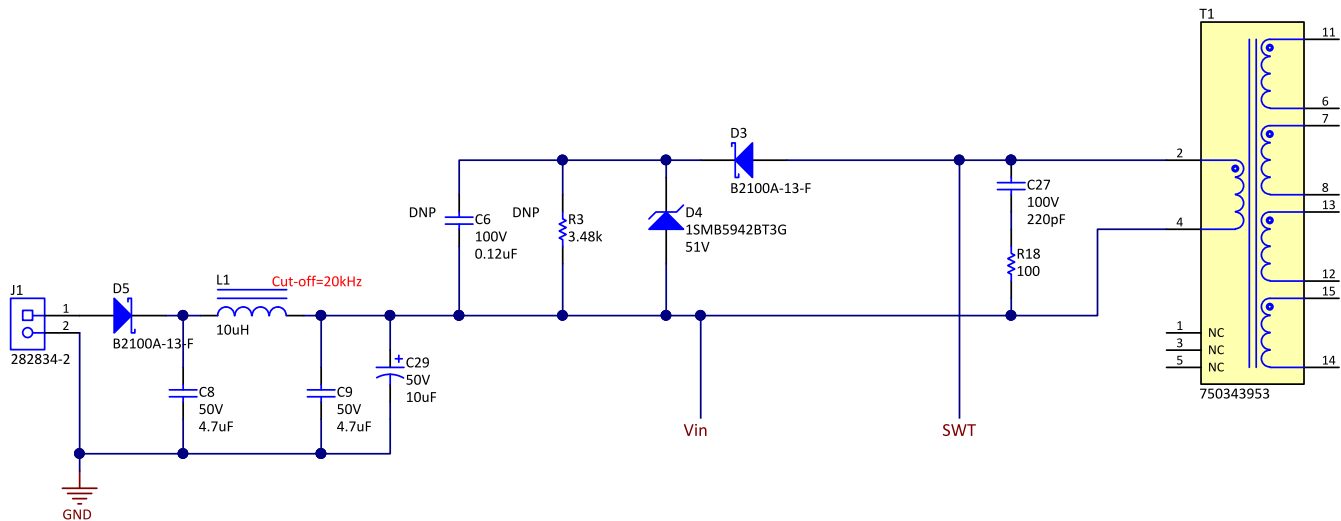 T1
11
6
7
D3
2
8
B2100A-13-F
C27
100V
220pF
13
DNP
C6
100V
0.12uF
DNP
R3
3.48k
D4
1SMB5942BT3G
51V
4
R18
100
12
L1
Cut-off=20kHz
15
J1
D5
1
2
10uH
B2100A-13-F
282834-2
1
NC
3
NC
5
NC
14
C29
50V
10uF
C8
50V
4.7uF
C9
50V
4.7uF
750343953
Vin
SWT
+
GND